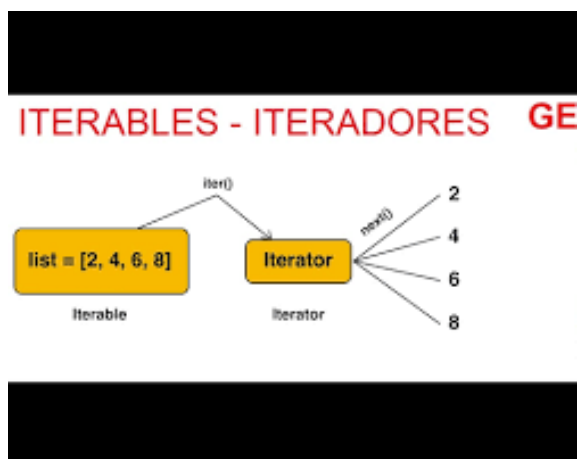 ITERABLES - ITERADORES GE
iter()
list = [2, 4, 6, 8]
Iterable
Iterator
Iterator
next()
2
4
6
8